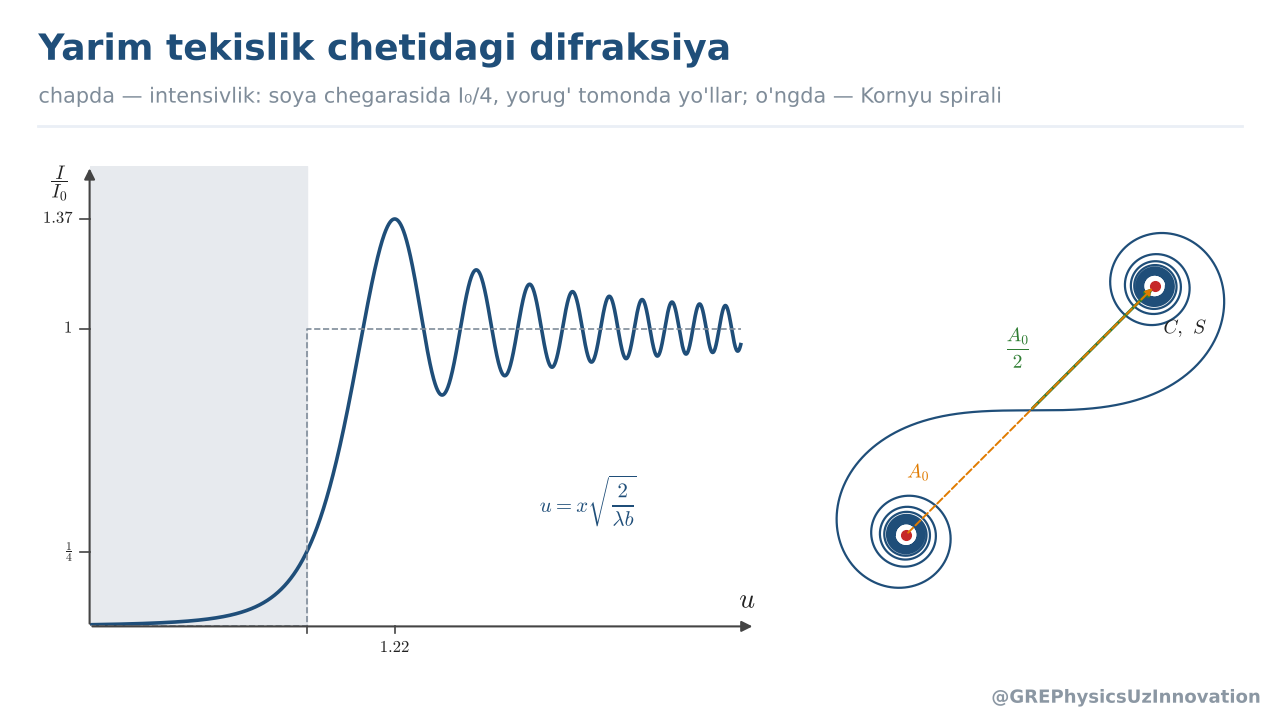 Yarim tekislik chetidagi difraksiya
chapda — intensivlik: soya chegarasida I₀/4, yorug' tomonda yo'llar; o'ngda — Kornyu spirali
I/I₀
1.37
1
1/4
u = x√(2/λb)
u
1.22
A₀/2
C, S
A₀
@GREPhysicsUzInnovation